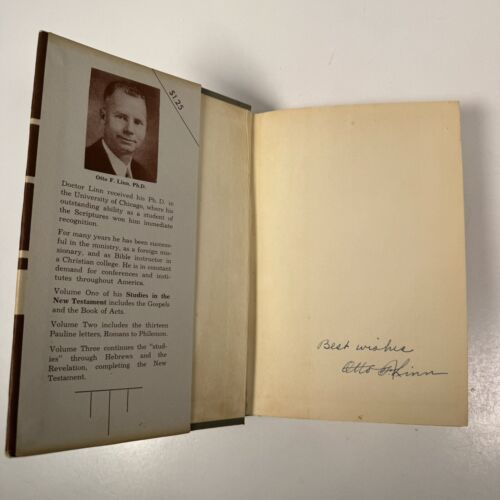 $1.25
Otto F. Linn, Ph.D.
Doctor Linn received his Ph. D. in
the University of Chicago, where his
outstanding ability as a student of
the Scriptures won him immediate
recognition.
For many years he has been success-
ful in the ministry, as a foreign mis-
sionary, and as Bible instructor in
a Christian college. He is in constant
demand for conferences and insti-
tutes throughout America.
Volume One of his Studies in the
New Testament includes the Gospels
and the Book of Acts.
Volume Two includes the thirteen
Pauline letters, Romans to Philemon.
Volume Three continues the "stud-
ies" through Hebrews and the
Revelation, completing the New
Testament.
Best wishes
Otto F Linn